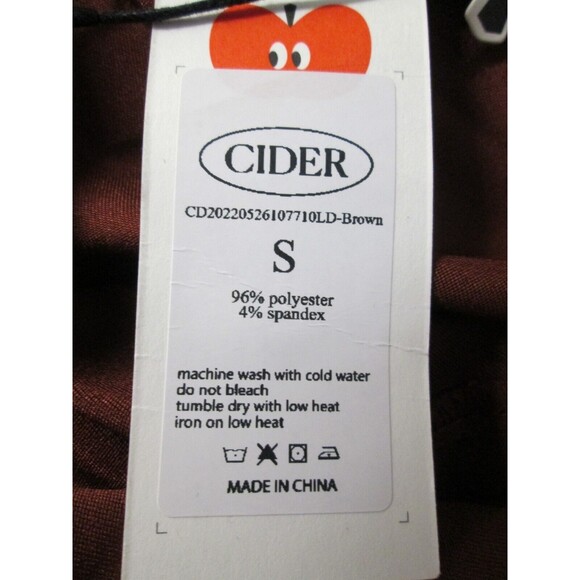 CIDER
CD20220526107710LD-Brown
S
96% polyester
4% spandex
machine wash with cold water
do not bleach
tumble dry with low heat
iron on low heat
MADE IN CHINA